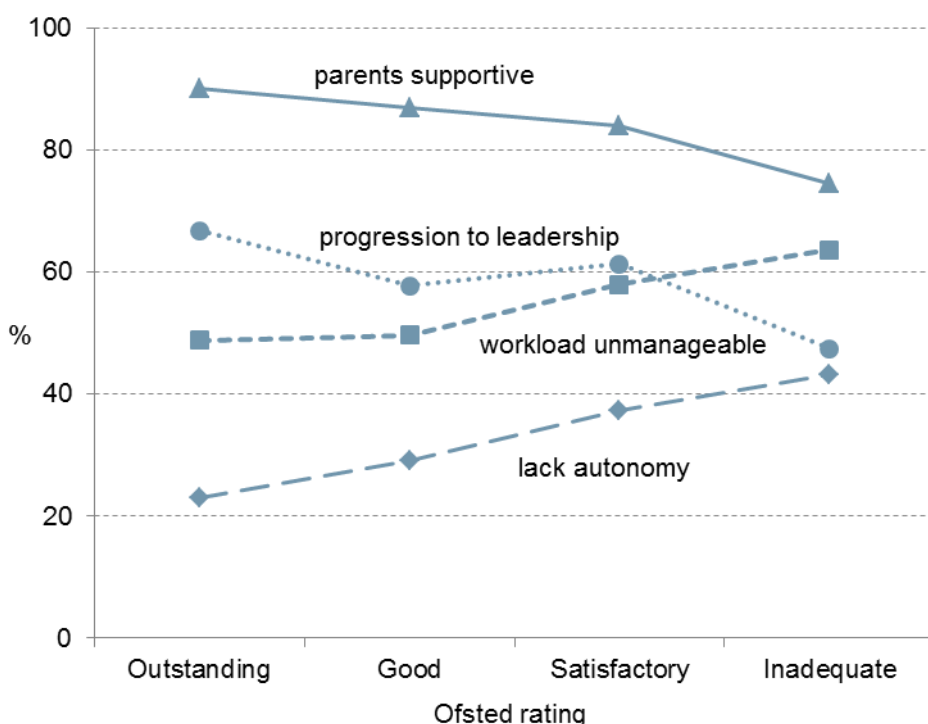 100
parents supportive
80
progression to leadership
60
%
workload unmanageable
40
lack autonomy
20
0
Outstanding Good Satisfactory Inadequate
Ofsted rating